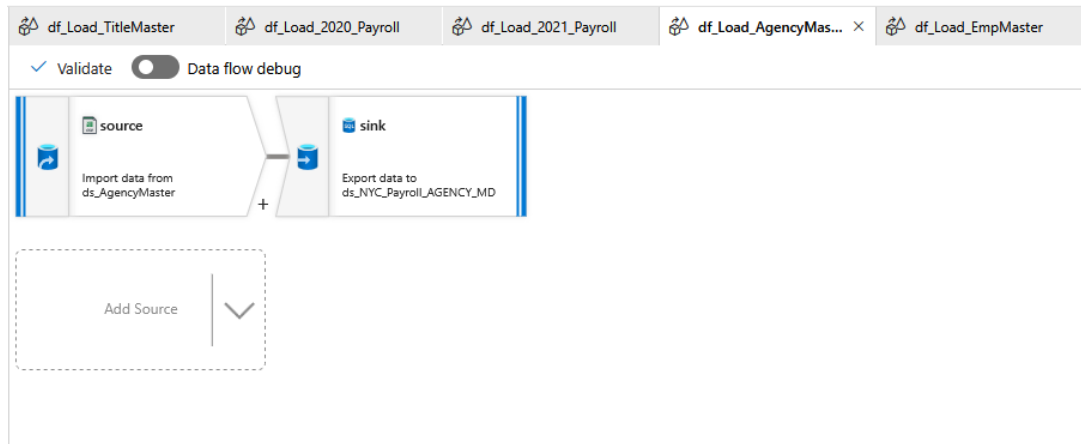 df_Load_TitleMaster df_Load_2020_Payroll df_Load_2021_Payroll df_Load_AgencyMas... df_Load_EmpMaster
Validate Data flow debug
source
Import data from
ds_AgencyMaster
+
sink
Export data to
ds_NYC_Payroll_AGENCY_MD
Add Source